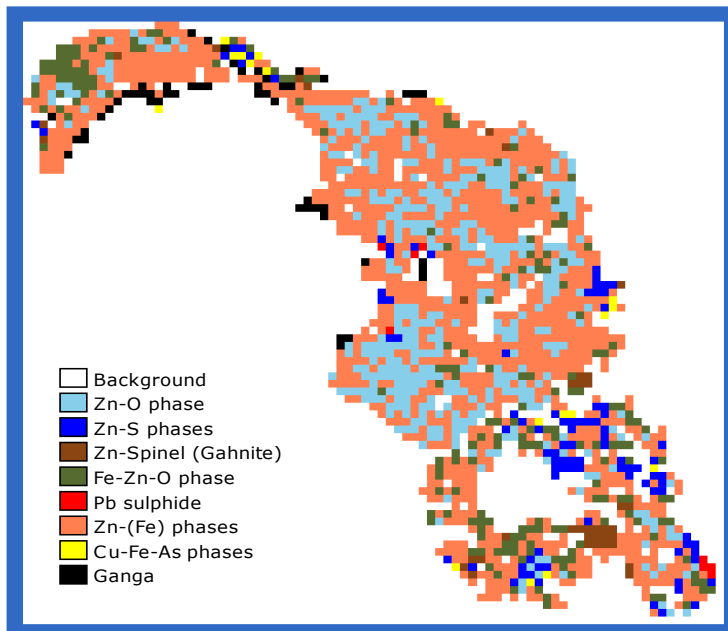 Background
Zn-O phase
Zn-S phases
Zn-Spinel (Gahnite)
Fe-Zn-O phase
Pb sulphide
Zn-(Fe) phases
Cu-Fe-As phases
Ganga